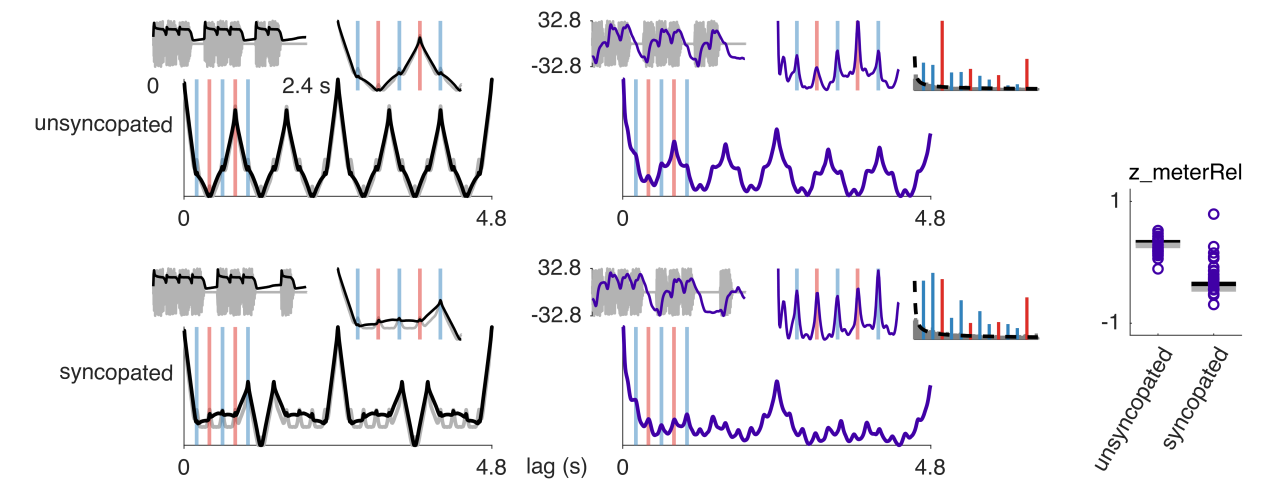 32.8
-32.8
0
2.4 s
unsyncopated
0
4.8
0
4.8
z_meterRel
1
-1
unsyncopated
syncopated
32.8
-32.8
syncopated
0
4.8
lag (s)
0
4.8